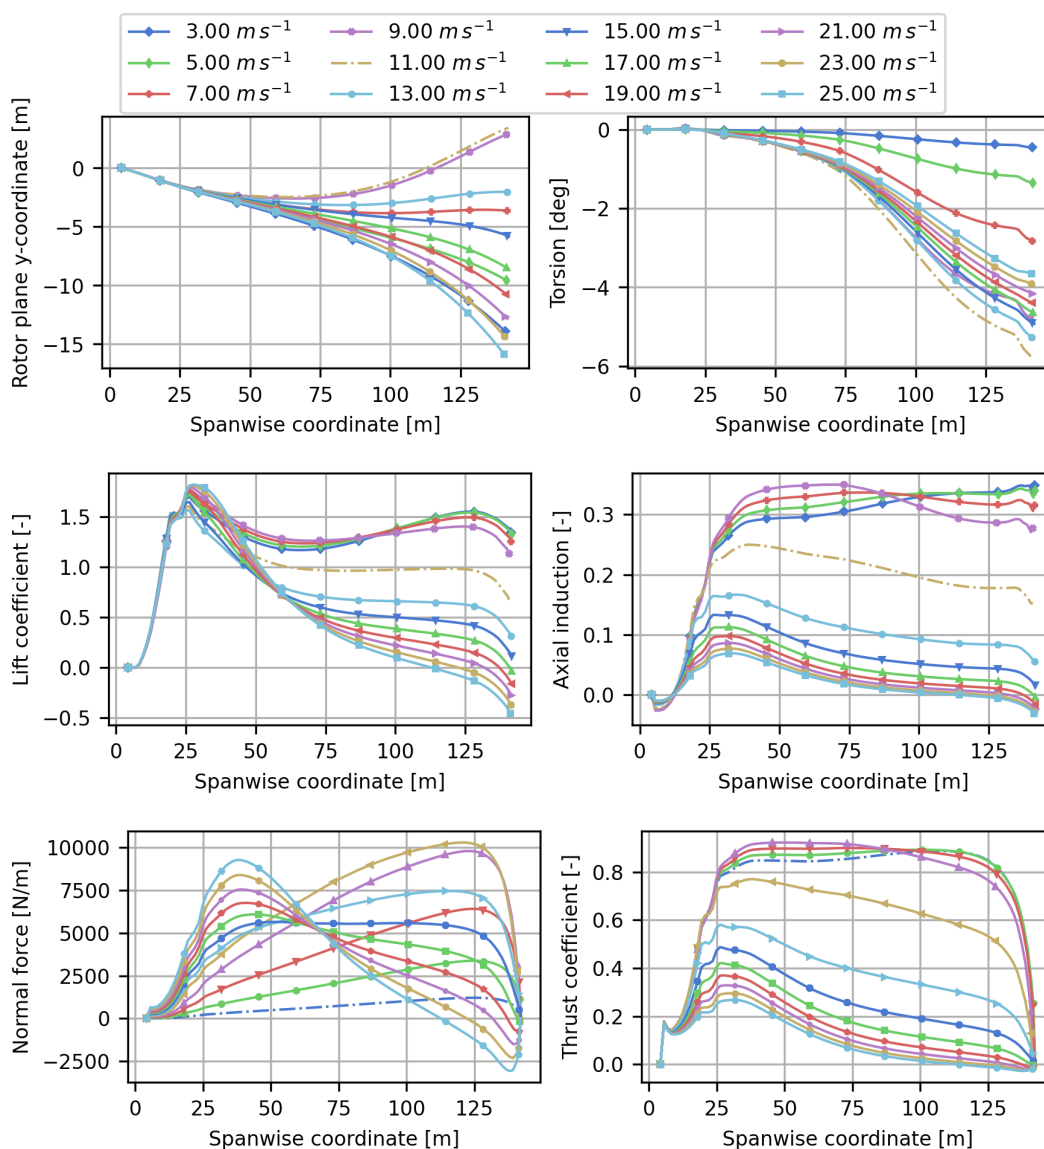 3.00 m s⁻¹ 9.00 m s⁻¹ 15.00 m s⁻¹ 21.00 m s⁻¹
5.00 m s⁻¹ 11.00 m s⁻¹ 17.00 m s⁻¹ 23.00 m s⁻¹
7.00 m s⁻¹ 13.00 m s⁻¹ 19.00 m s⁻¹ 25.00 m s⁻¹
Rotor plane y-coordinate [m]
0
−5
−10
−15
0 25 50 75 100 125
Spanwise coordinate [m]
Torsion [deg]
0
−2
−4
−6
0 25 50 75 100 125
Spanwise coordinate [m]
Lift coefficient [-]
1.5
1.0
0.5
0.0
−0.5
0 25 50 75 100 125
Spanwise coordinate [m]
Axial induction [-]
0.3
0.2
0.1
0.0
0 25 50 75 100 125
Spanwise coordinate [m]
Normal force [N/m]
10000
7500
5000
2500
0
−2500
0 25 50 75 100 125
Spanwise coordinate [m]
Thrust coefficient [-]
0.8
0.6
0.4
0.2
0.0
0 25 50 75 100 125
Spanwise coordinate [m]